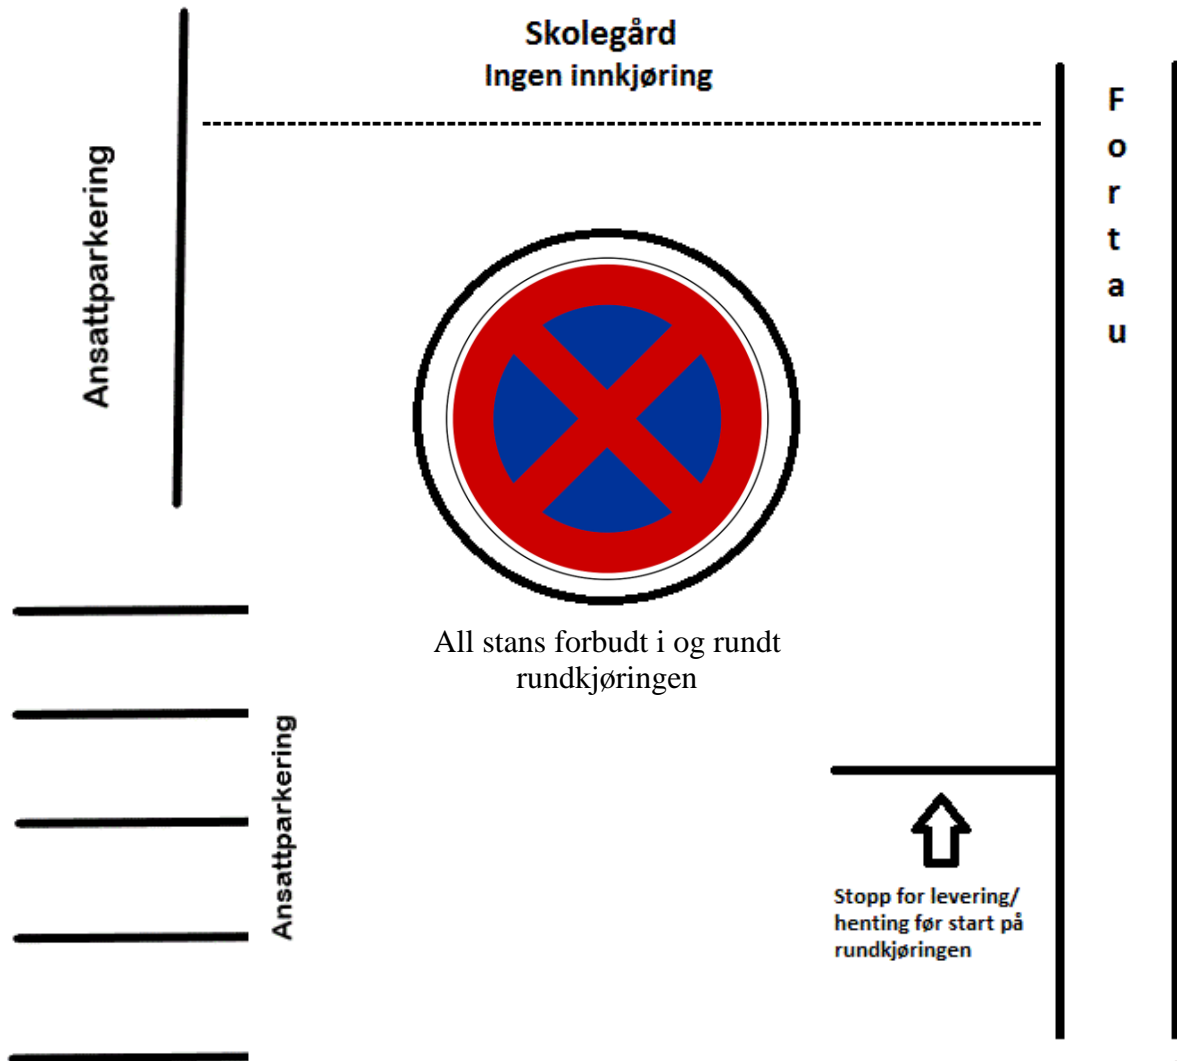 Skolegård
Ingen innkjøring
Fortau
Ansattparkering
All stans forbudt i og rundt
rundkjøringen
Ansattparkering
Stopp for levering/
henting før start på
rundkjøringen